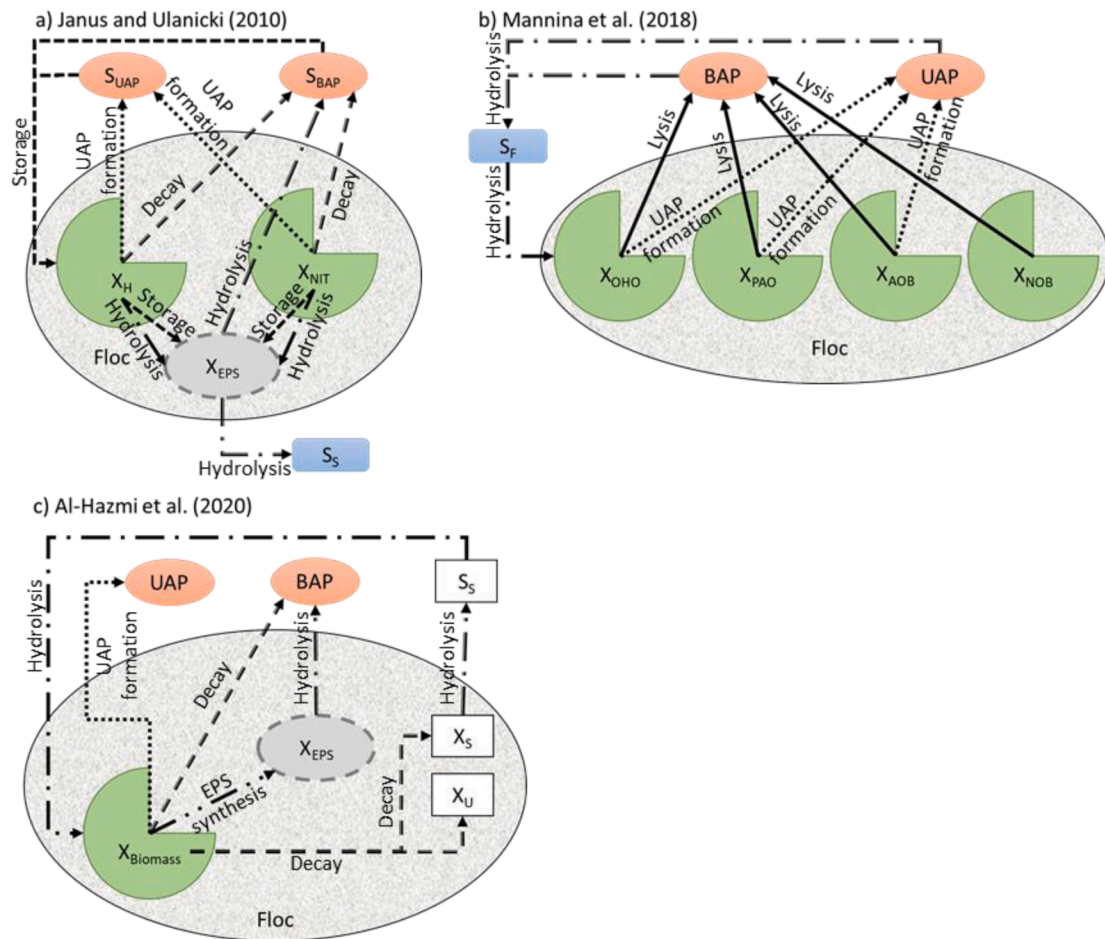 a) Janus and Ulanicki (2010)
S_UAP
S_BAP
UAP
formation
Storage
UAP
formation
Decay
Decay
Hydrolysis
X_H
X_NIT
Storage
Hydrolysis
Storage
Hydrolysis
Floc
X_EPS
Hydrolysis
S_S
b) Mannina et al. (2018)
Hydrolysis
BAP
UAP
Lysis
S_F
Lysis
Lysis
Lysis
UAP
formation
Hydrolysis
UAP
formation
UAP
formation
X_OHO
X_PAO
X_AOB
X_NOB
Floc
c) Al-Hazmi et al. (2020)
UAP
BAP
S_S
Hydrolysis
UAP
formation
Decay
Hydrolysis
Hydrolysis
X_EPS
X_S
EPS
synthesis
X_U
Decay
X_Biomass
Decay
Floc